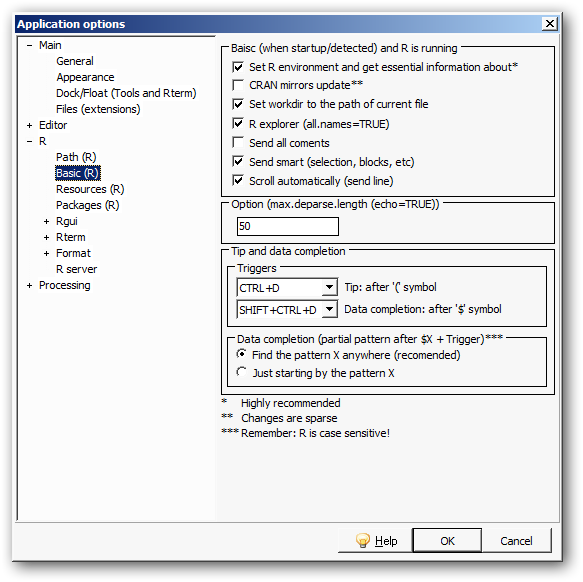 Application options
Main
General
Appearance
Dock/Float (Tools and Rterm)
Files (extensions)
Editor
R
Path (R)
Basic (R)
Resources (R)
Packages (R)
Rgui
Rterm
Format
R server
Processing
Baisc (when startup/detected) and R is running
Set R environment and get essential information about*
CRAN mirrors update**
Set workdir to the path of current file
R explorer (all.names=TRUE)
Send all coments
Send smart (selection, blocks, etc)
Scroll automatically (send line)
Option (max.deparse.length (echo=TRUE))
50
Tip and data completion
Triggers
CTRL+D Tip: after '(' symbol
SHIFT+CTRL+D Data completion: after '$' symbol
Data completion (partial pattern after $X + Trigger)***
Find the pattern X anywhere (recomended)
Just starting by the pattern X
* Highly recommended
** Changes are sparse
*** Remember: R is case sensitive!
Help OK Cancel